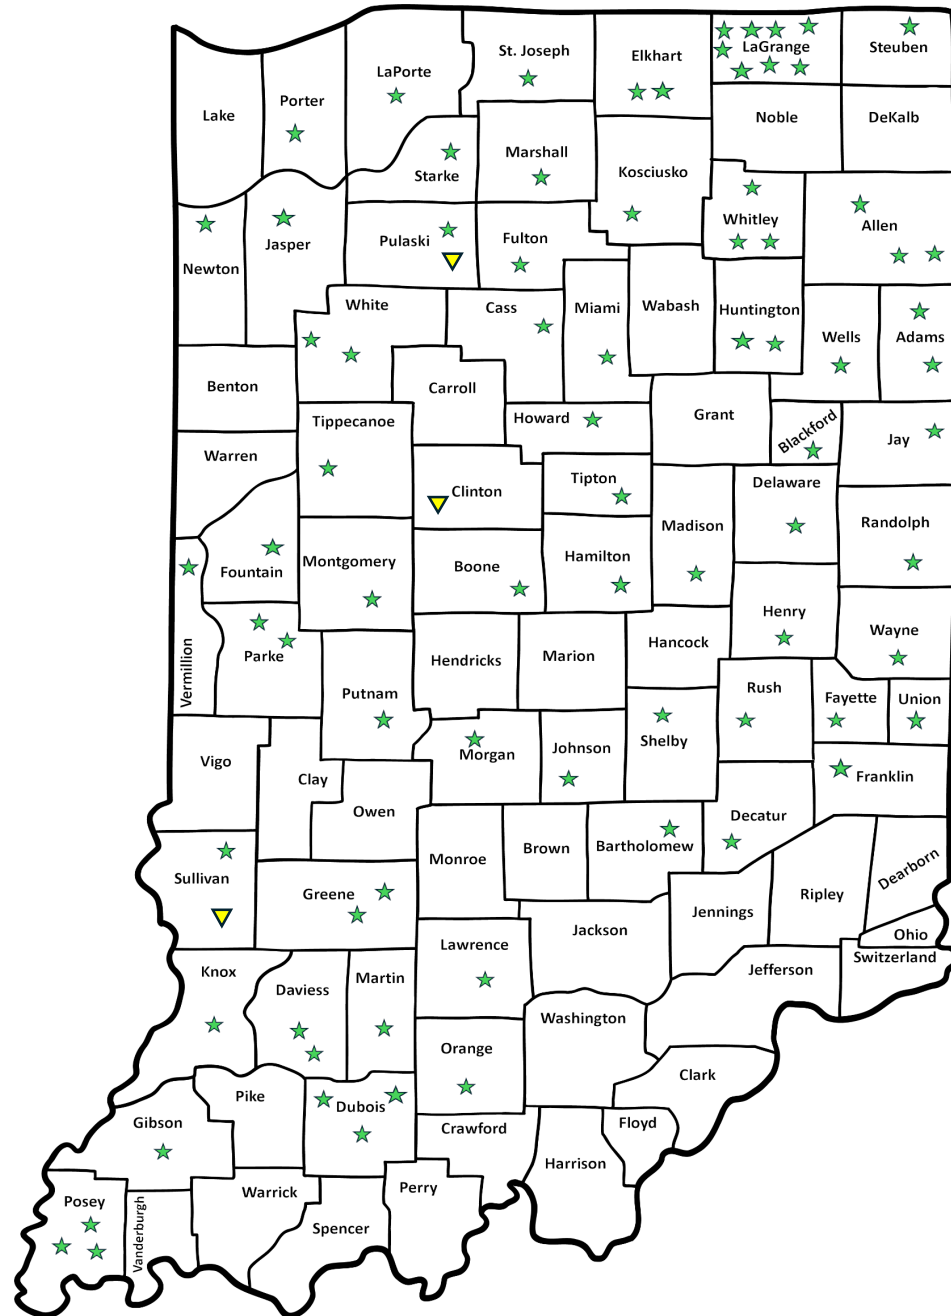 St. Joseph
LaGrange
Steuben
Elkhart
LaPorte
Lake
Porter
Noble
DeKalb
Marshall
Starke
Kosciusko
Whitley
Allen
Newton
Jasper
Pulaski
Fulton
White
Cass
Miami
Wabash
Huntington
Wells
Adams
Benton
Carroll
Tippecanoe
Howard
Grant
Blackford
Jay
Warren
Clinton
Tipton
Delaware
Madison
Randolph
Fountain
Montgomery
Boone
Hamilton
Henry
Wayne
Vermillion
Parke
Hendricks
Marion
Hancock
Putnam
Rush
Fayette
Union
Vigo
Morgan
Johnson
Shelby
Clay
Franklin
Owen
Decatur
Monroe
Brown
Bartholomew
Sullivan
Greene
Dearborn
Ripley
Jennings
Jackson
Ohio
Lawrence
Switzerland
Knox
Daviess
Martin
Jefferson
Washington
Orange
Clark
Pike
Dubois
Gibson
Crawford
Floyd
Harrison
Posey
Vanderburgh
Warrick
Perry
Spencer